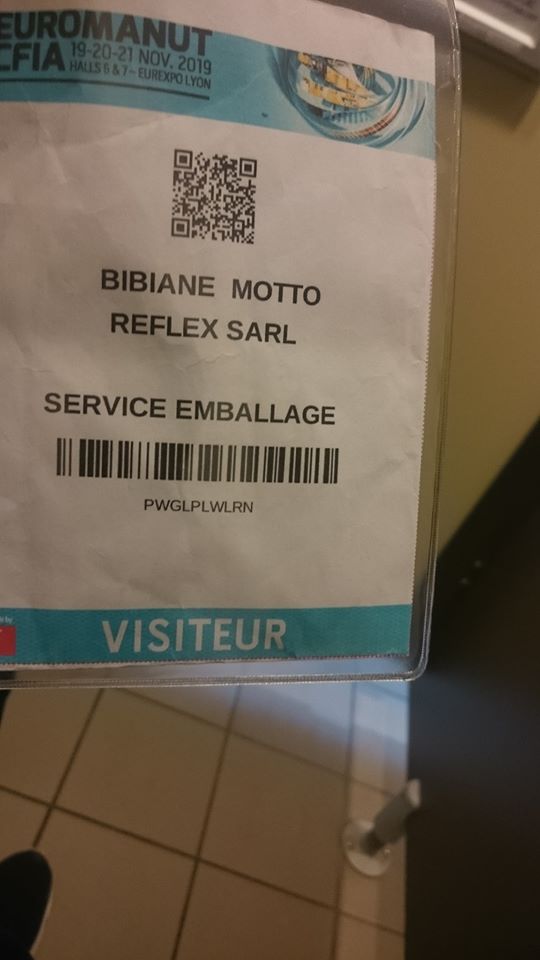 EUROMANUT
CFIA 19-20-21 NOV. 2019
HALLS 6 & 7 - EUREXPO LYON
BIBIANE MOTTO
REFLEX SARL
SERVICE EMBALLAGE
PWGLPLWLRN
by
VISITEUR